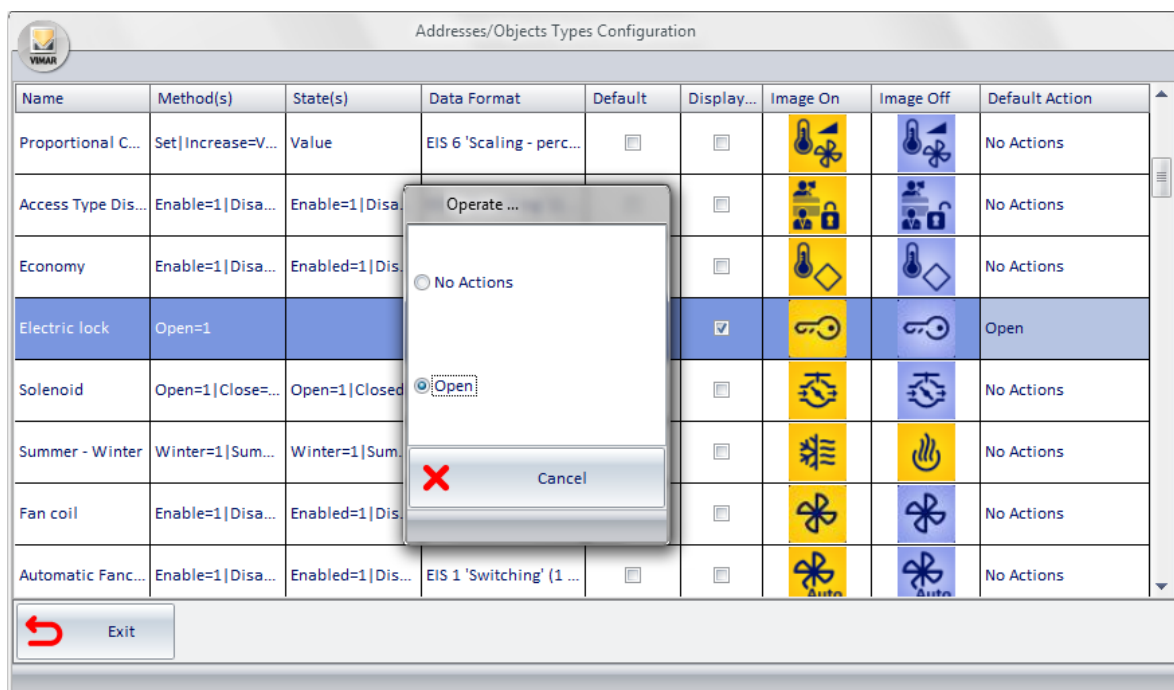 Addresses/Objects Types Configuration
VIMAR
Name Method(s) State(s) Data Format Default Display... Image On Image Off Default Action
Proportional C... Set|Increase=V... Value EIS 6 'Scaling - perc... No Actions
Access Type Dis... Enable=1|Disa... Enable=1|Disa. No Actions
Economy Enable=1|Disa... Enabled=1|Dis. No Actions
Electric lock Open=1 Open
Solenoid Open=1|Close=... Open=1|Closed No Actions
Summer - Winter Winter=1|Sum... Winter=1|Sum. No Actions
Fan coil Enable=1|Disa... Enabled=1|Dis. No Actions
Automatic Fanc... Enable=1|Disa... Enabled=1|Dis... EIS 1 'Switching' (1 ... Auto Auto No Actions
Operate ...
No Actions
Open
Cancel
Exit